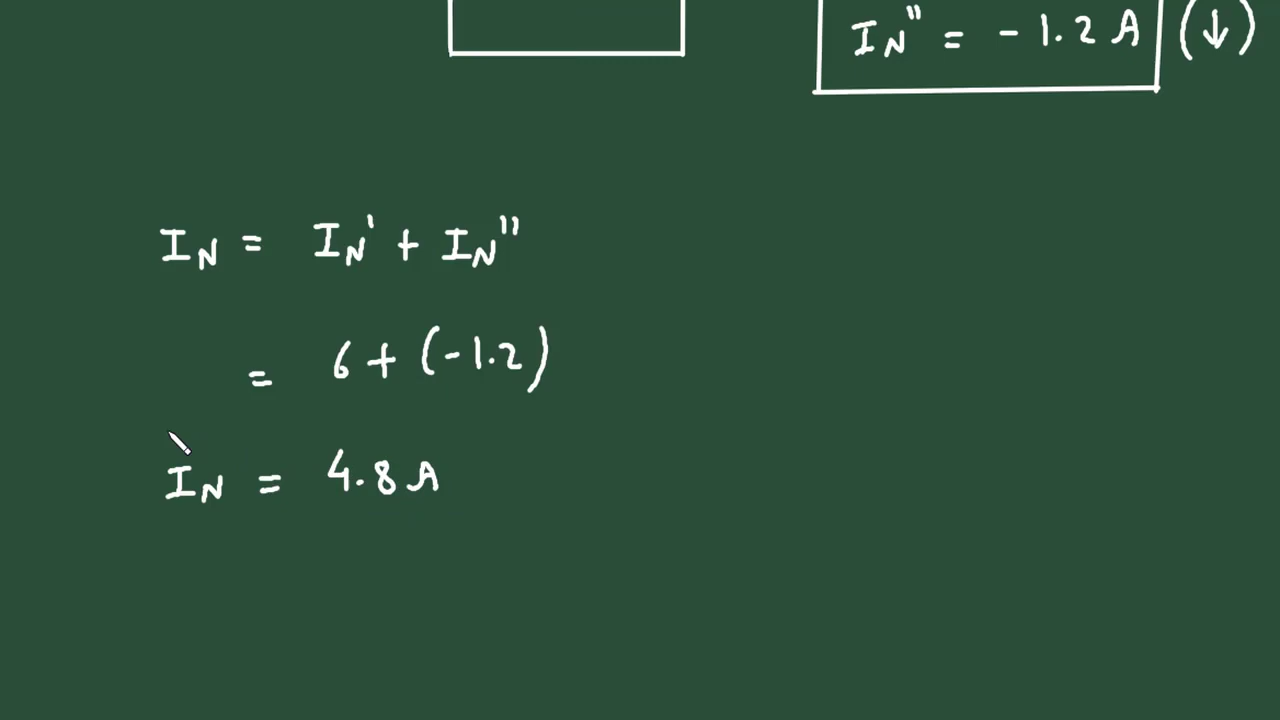 IN'' = - 1.2 A (↓)
IN = IN' + IN''
= 6 + (-1.2)
IN = 4.8 A